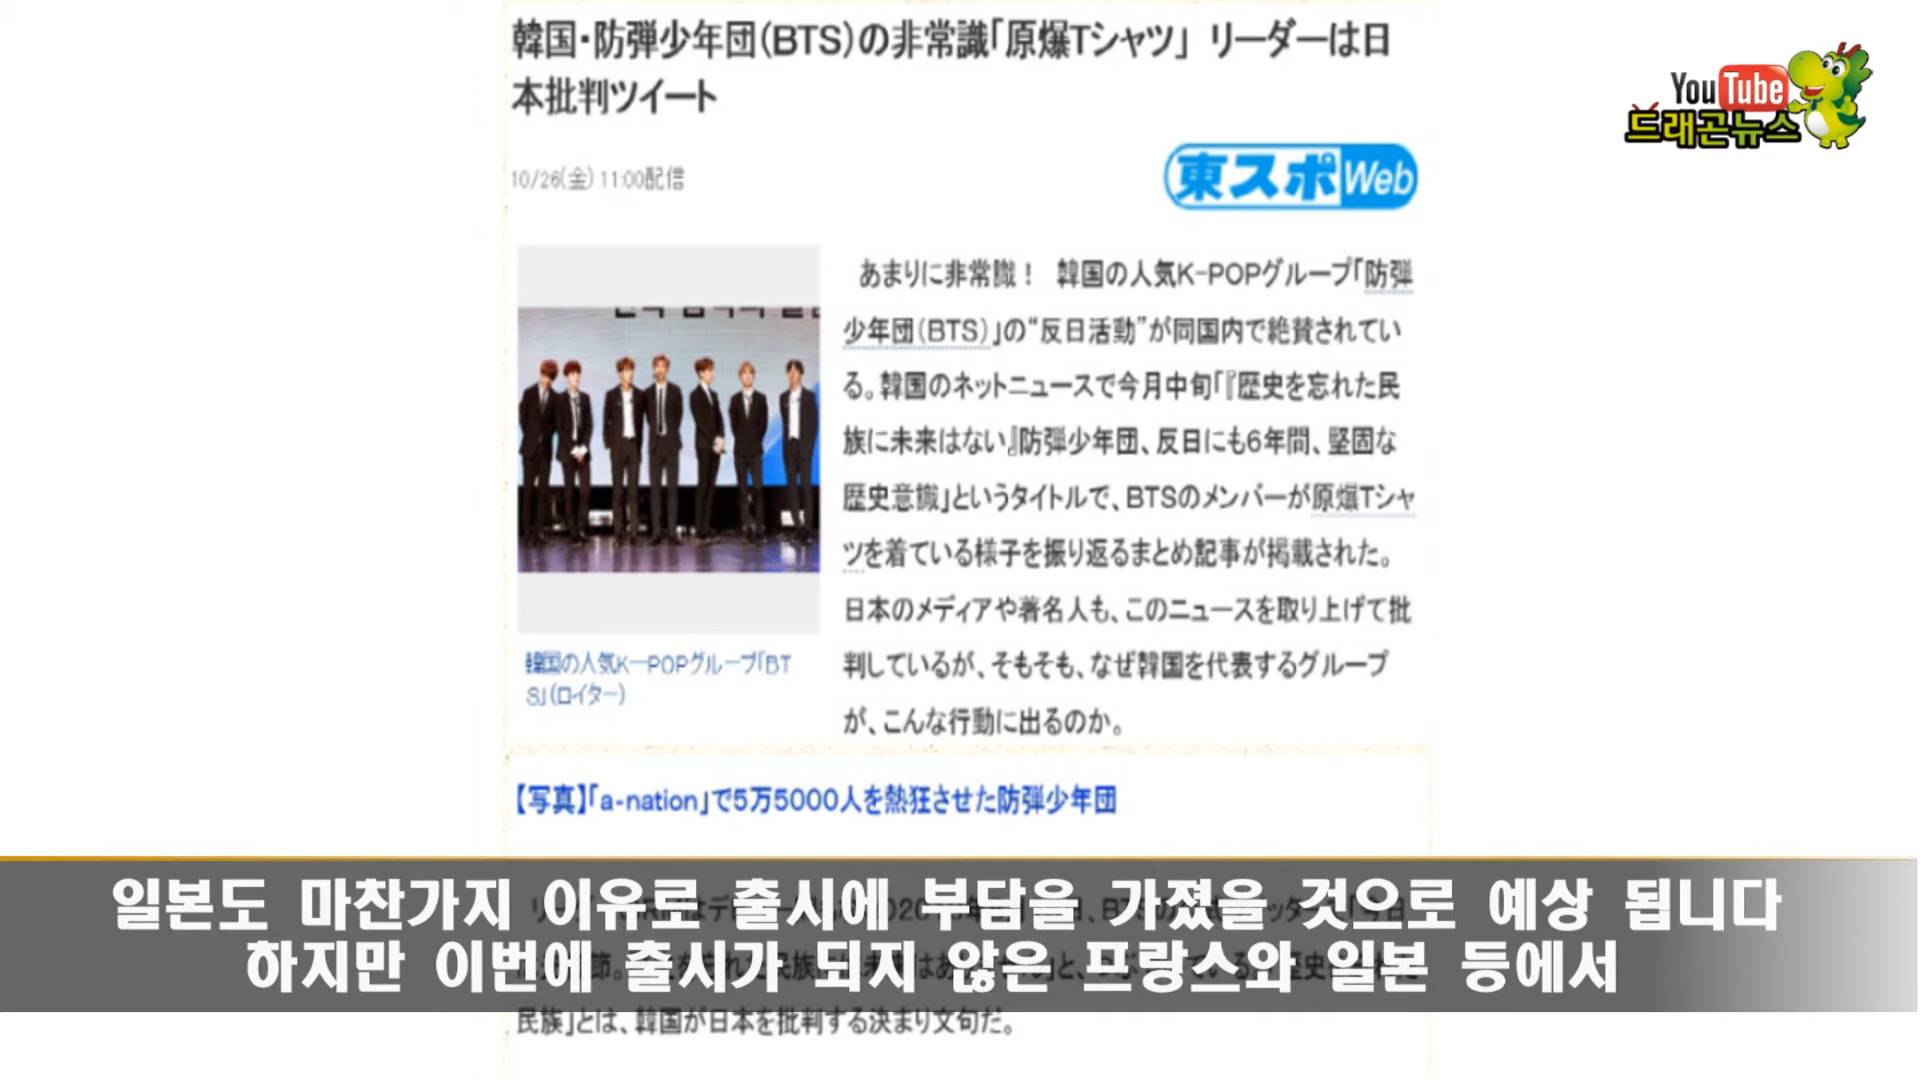 韓国・防弾少年団(BTS)の非常識「原爆Tシャツ」 リーダーは日
本批判ツイート
YouTube
드래곤뉴스
10/26(金) 11:00配信
東スポWeb
あまりに非常識！ 韓国の人気K-POPグループ「防弾
少年団(BTS)」の“反日活動”が同国内で絶賛されてい
る。韓国のネットニュースで今月中旬「『歴史を忘れた民
族に未来はない』防弾少年団、反日にも6年間、堅固な
歴史意識」というタイトルで、BTSのメンバーが原爆Tシャ
ツを着ている様子を振り返るまとめ記事が掲載された。
日本のメディアや著名人も、このニュースを取り上げて批
判しているが、そもそも、なぜ韓国を代表するグループ
が、こんな行動に出るのか。
韓国の人気K―POPグループ「BT
S」(ロイター)
【写真】「a-nation」で5万5000人を熱狂させた防弾少年団
일본도 마찬가지 이유로 출시에 부담을 가졌을 것으로 예상 됩니다
하지만 이번에 출시가 되지 않은 프랑스와 일본 등에서
民族」とは、韓国が日本を批判する決まり文句だ。